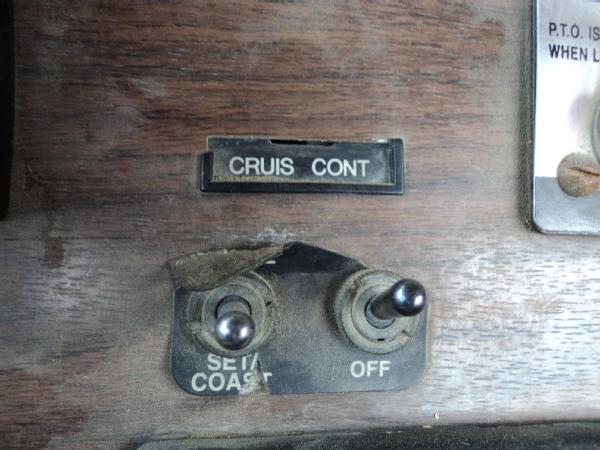 P.T.O. IS
WHEN L
CRUIS CONT
SET/
COAST
OFF